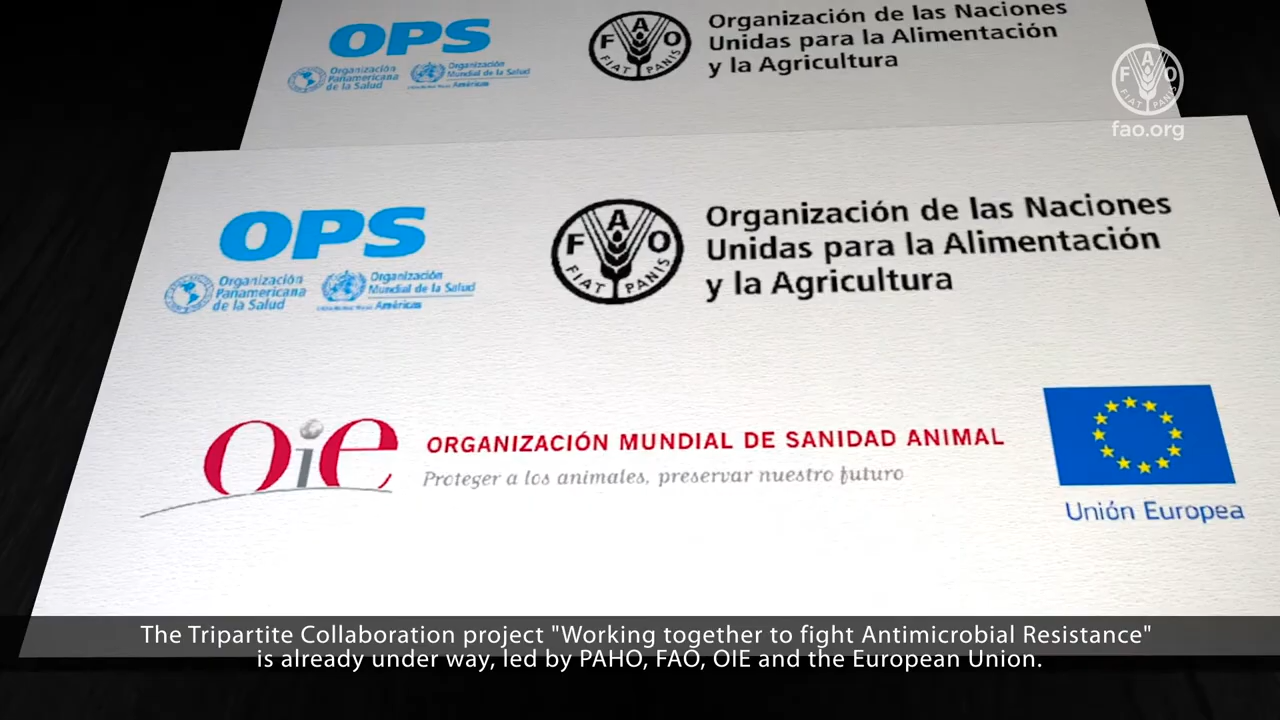 OPS
Organización
Panamericana
de la Salud
Organización
Mundial de la Salud
Américas
FAO
FIAT PANIS
Organización de las Naciones
Unidas para la Alimentación
y la Agricultura
FAO
FIAT PANIS
fao.org
OPS
Organización
Panamericana
de la Salud
Organización
Mundial de la Salud
Américas
FAO
FIAT PANIS
Organización de las Naciones
Unidas para la Alimentación
y la Agricultura
oie
ORGANIZACIÓN MUNDIAL DE SANIDAD ANIMAL
Proteger a los animales, preservar nuestro futuro
Unión Europea
The Tripartite Collaboration project "Working together to fight Antimicrobial Resistance"
is already under way, led by PAHO, FAO, OIE and the European Union.